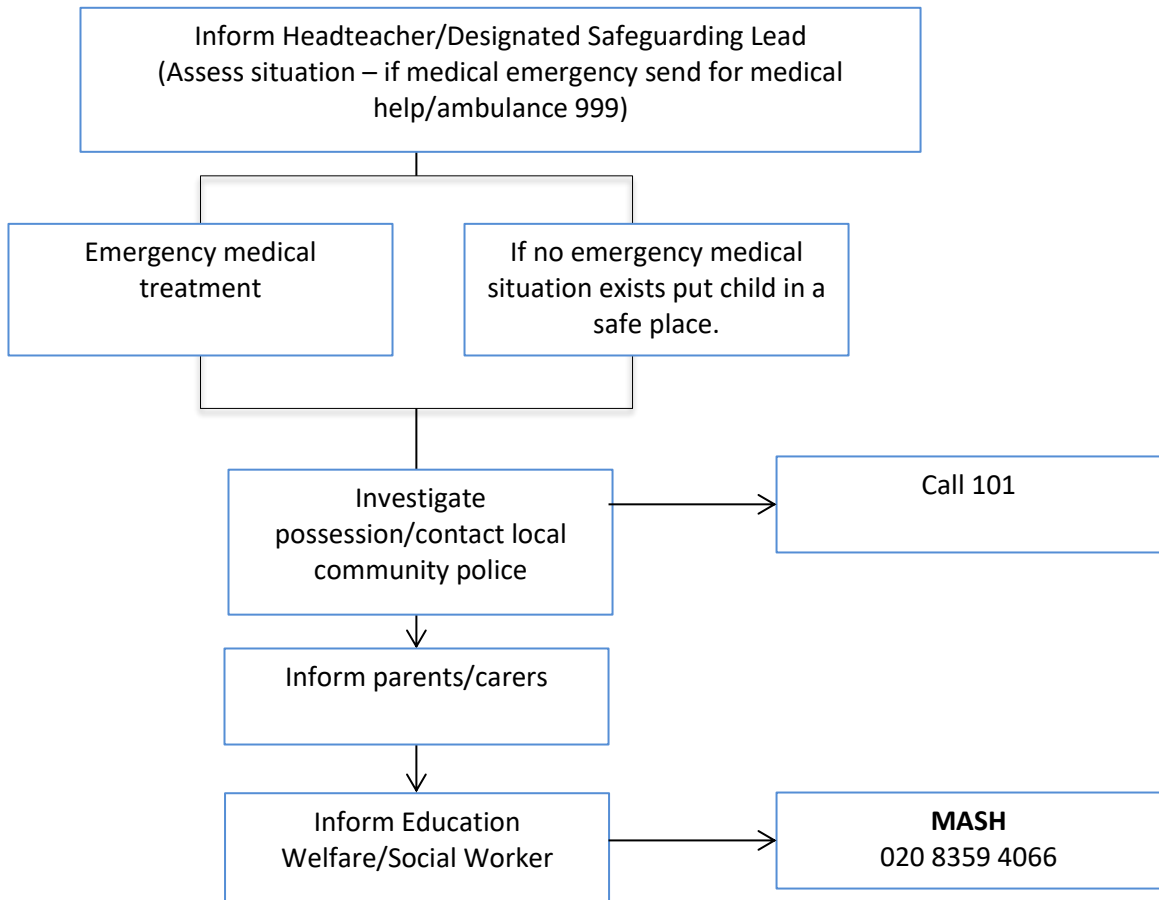 Inform Headteacher/Designated Safeguarding Lead
(Assess situation – if medical emergency send for medical
help/ambulance 999)
Emergency medical
treatment
If no emergency medical
situation exists put child in a
safe place.
Investigate
possession/contact local
community police
Call 101
Inform parents/carers
Inform Education
Welfare/Social Worker
MASH
020 8359 4066